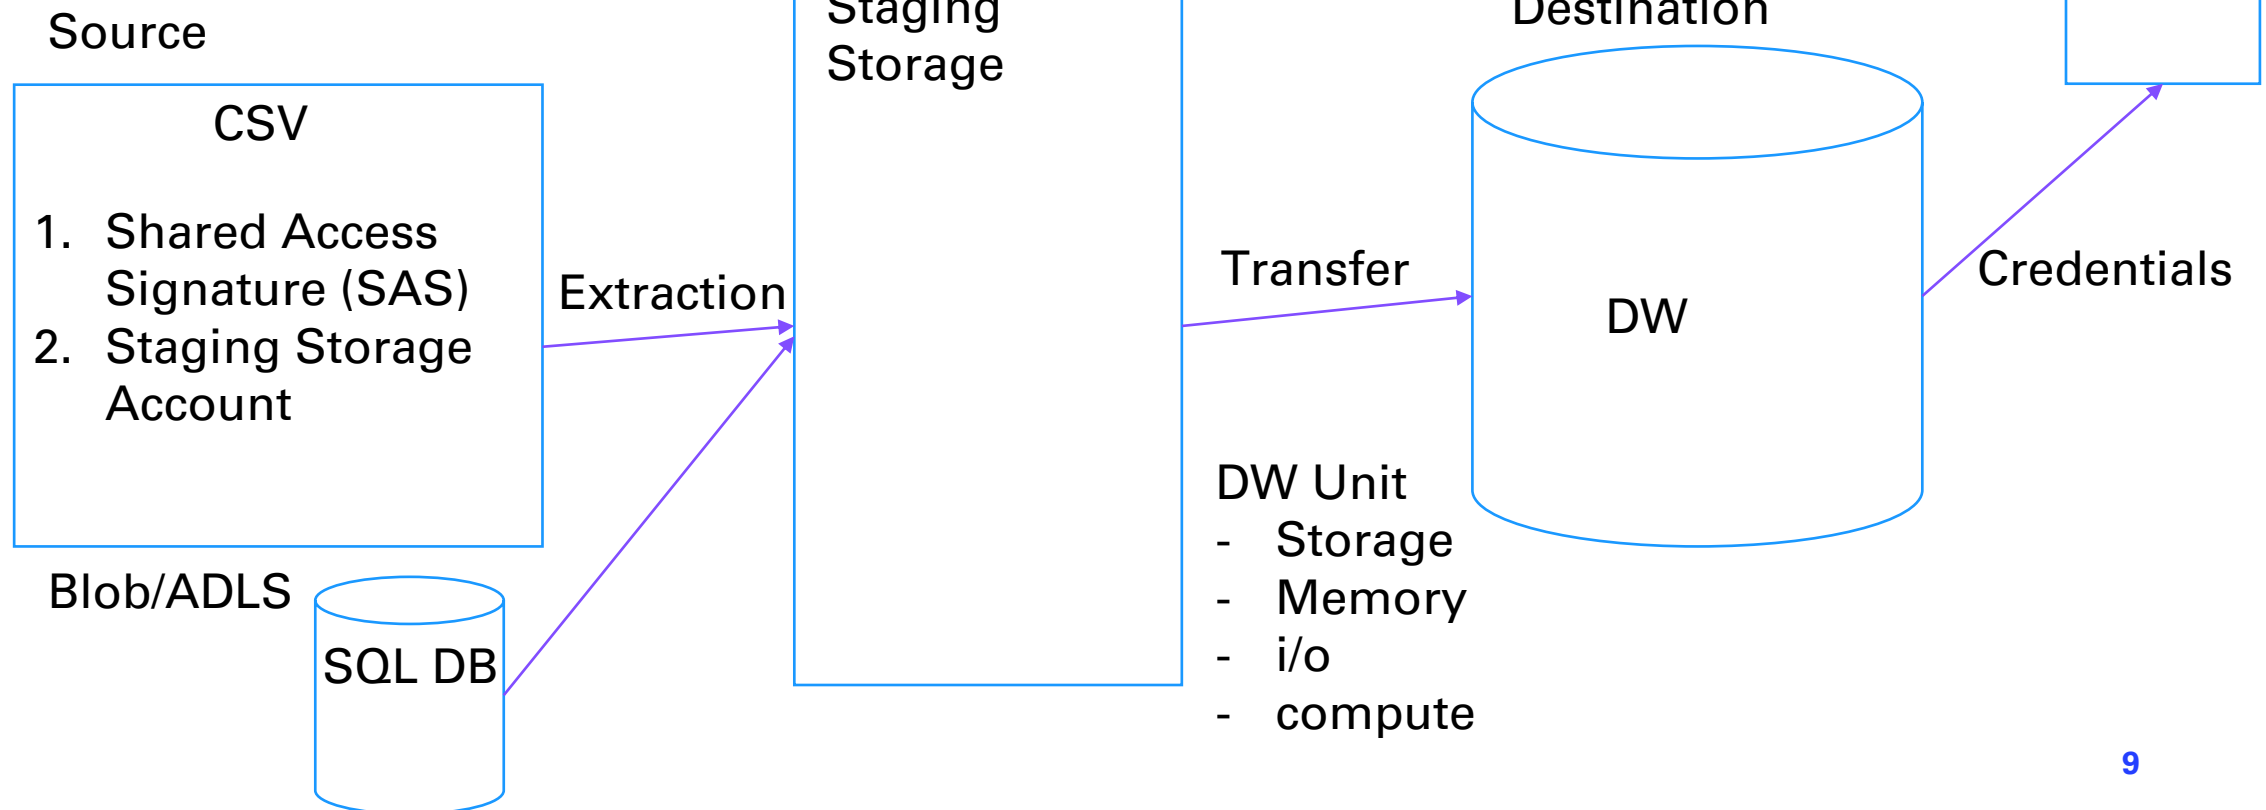 Source
CSV
1. Shared Access
Signature (SAS)
2. Staging Storage
Account
Blob/ADLS
SQL DB
Extraction
Staging
Storage
Transfer
DW Unit
- Storage
- Memory
- i/o
- compute
Destination
DW
Credentials
9